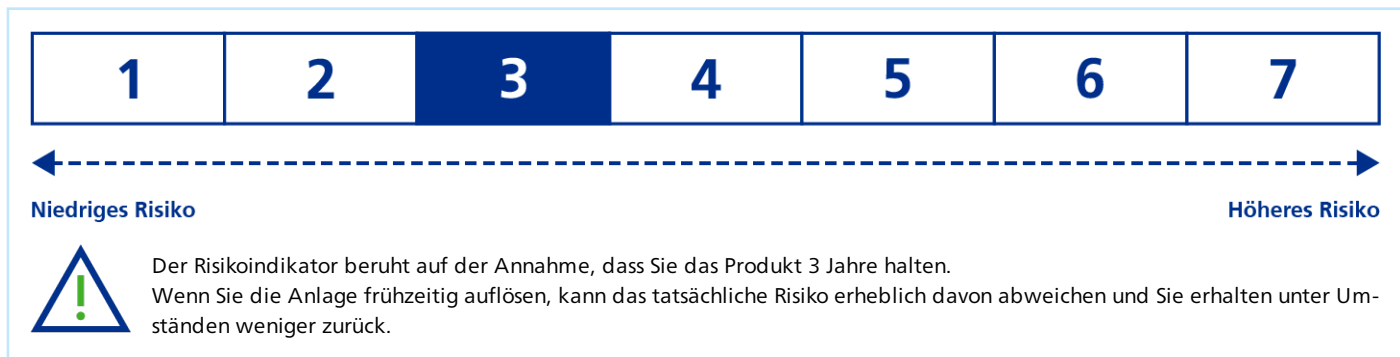 1 2 3 4 5 6 7
Niedriges Risiko Höheres Risiko
Der Risikoindikator beruht auf der Annahme, dass Sie das Produkt 3 Jahre halten.
Wenn Sie die Anlage frühzeitig auflösen, kann das tatsächliche Risiko erheblich davon abweichen und Sie erhalten unter Um-
ständen weniger zurück.